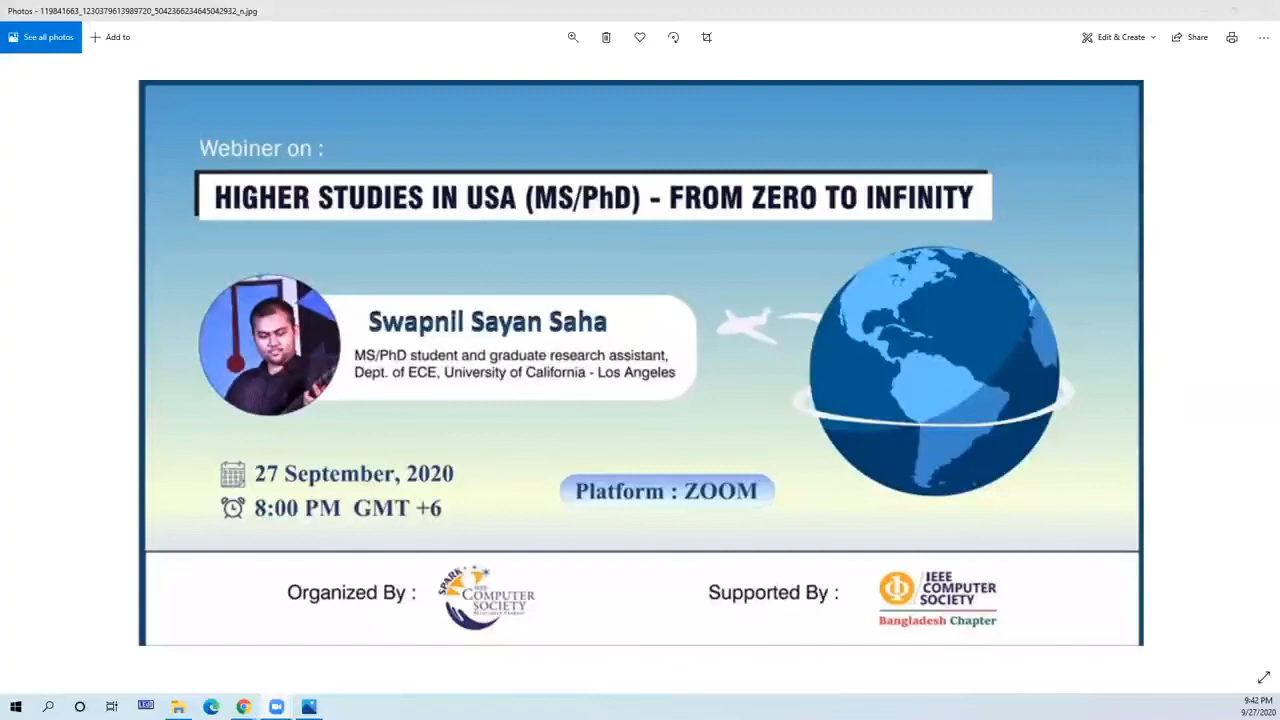 Photos - 119841663_1230379613989720_5042366234645042932_n.jpg
See all photos
Add to
Edit & Create
Share
Webiner on :
HIGHER STUDIES IN USA (MS/PhD) - FROM ZERO TO INFINITY
Swapnil Sayan Saha
MS/PhD student and graduate research assistant,
Dept. of ECE, University of California - Los Angeles
27 September, 2020
8:00 PM GMT +6
Platform : ZOOM
Organized By :
SPARK
IEEE
COMPUTER
SOCIETY
Supported By :
IEEE
COMPUTER
SOCIETY
Bangladesh Chapter
9:42 PM
9/27/2020